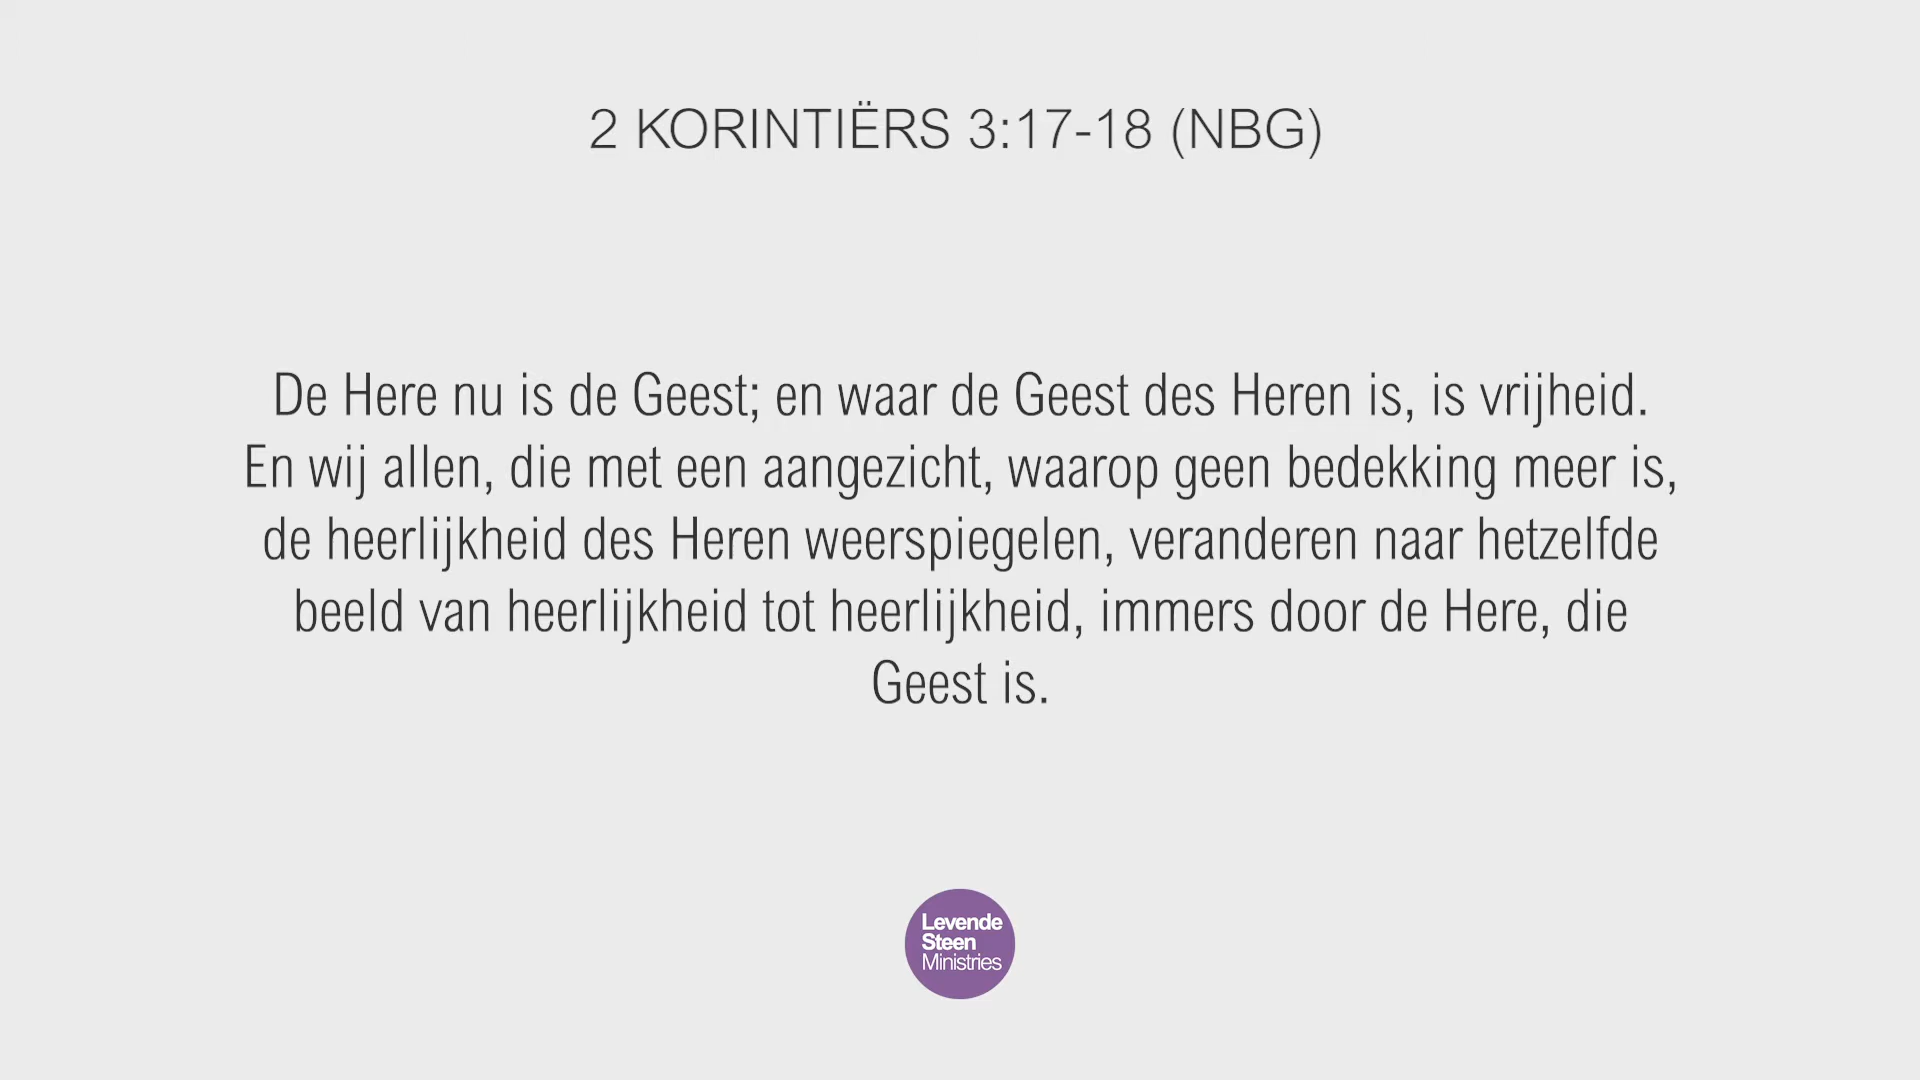 2 KORINTIËRS 3:17-18 (NBG)
De Here nu is de Geest; en waar de Geest des Heren is, is vrijheid.
En wij allen, die met een aangezicht, waarop geen bedekking meer is,
de heerlijkheid des Heren weerspiegelen, veranderen naar hetzelfde
beeld van heerlijkheid tot heerlijkheid, immers door de Here, die
Geest is.
Levende
Steen
Ministries